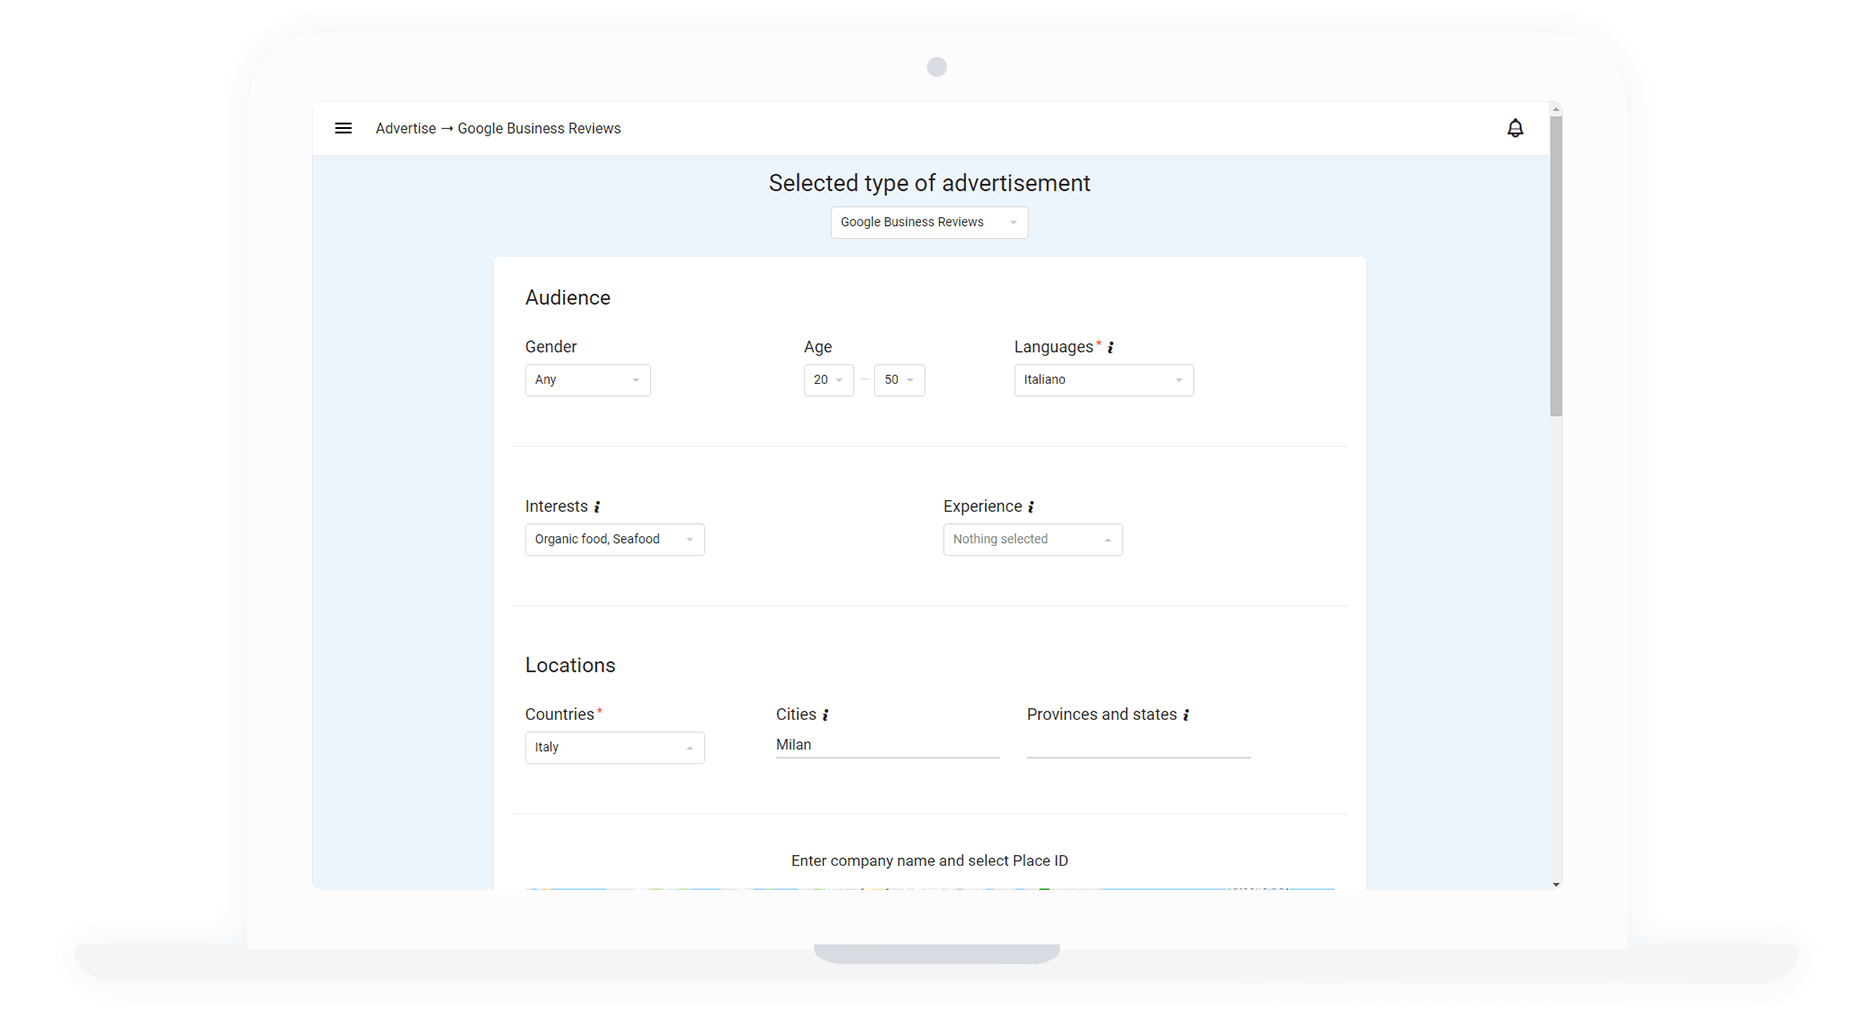 Advertise → Google Business Reviews
Selected type of advertisement
Google Business Reviews
Audience
Gender Age Languages* i
Any 20 – 50 Italiano
Interests i Experience i
Organic food, Seafood Nothing selected
Locations
Countries* Cities i Provinces and states i
Italy Milan
Enter company name and select Place ID